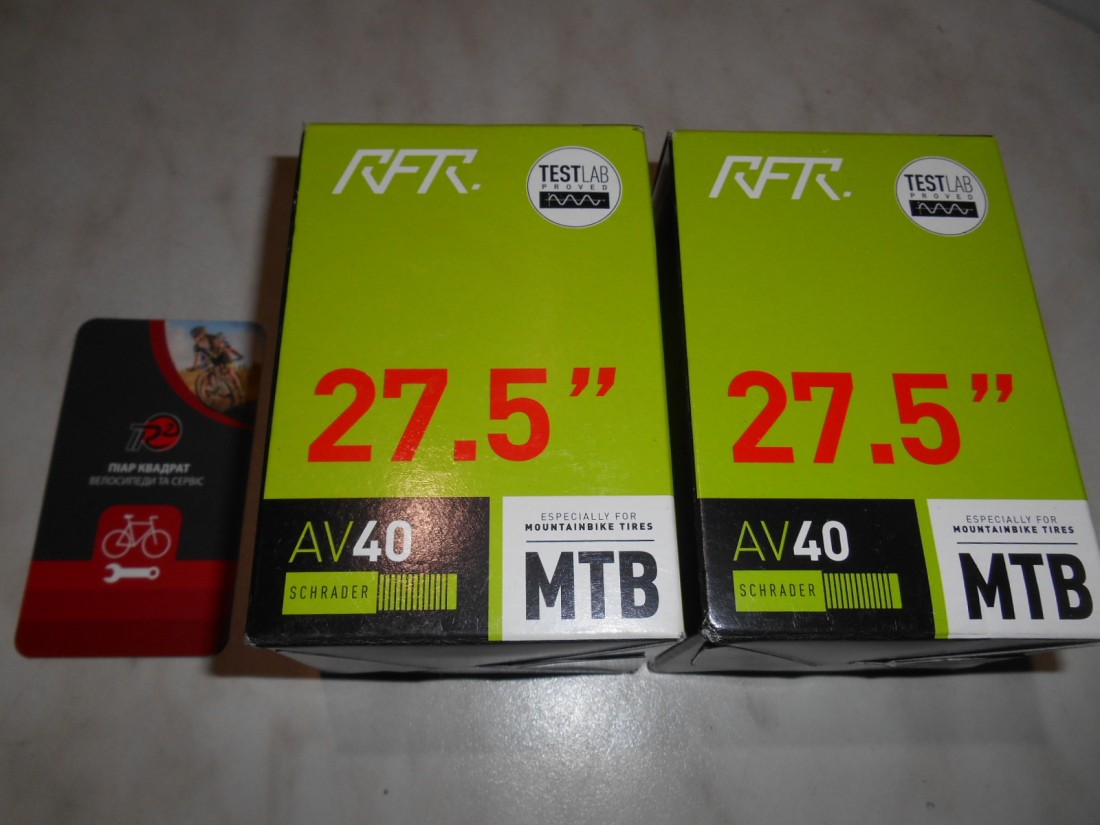 ПІАР КВАДРАТ
ВЕЛОСИПЕДИ ТА СЕРВІС
RFR.
TESTLAB
PROVED
27.5”
AV40
SCHRADER
ESPECIALLY FOR
MOUNTAINBIKE TIRES
MTB
RFR.
TESTLAB
PROVED
27.5”
AV40
SCHRADER
ESPECIALLY FOR
MOUNTAINBIKE TIRES
MTB